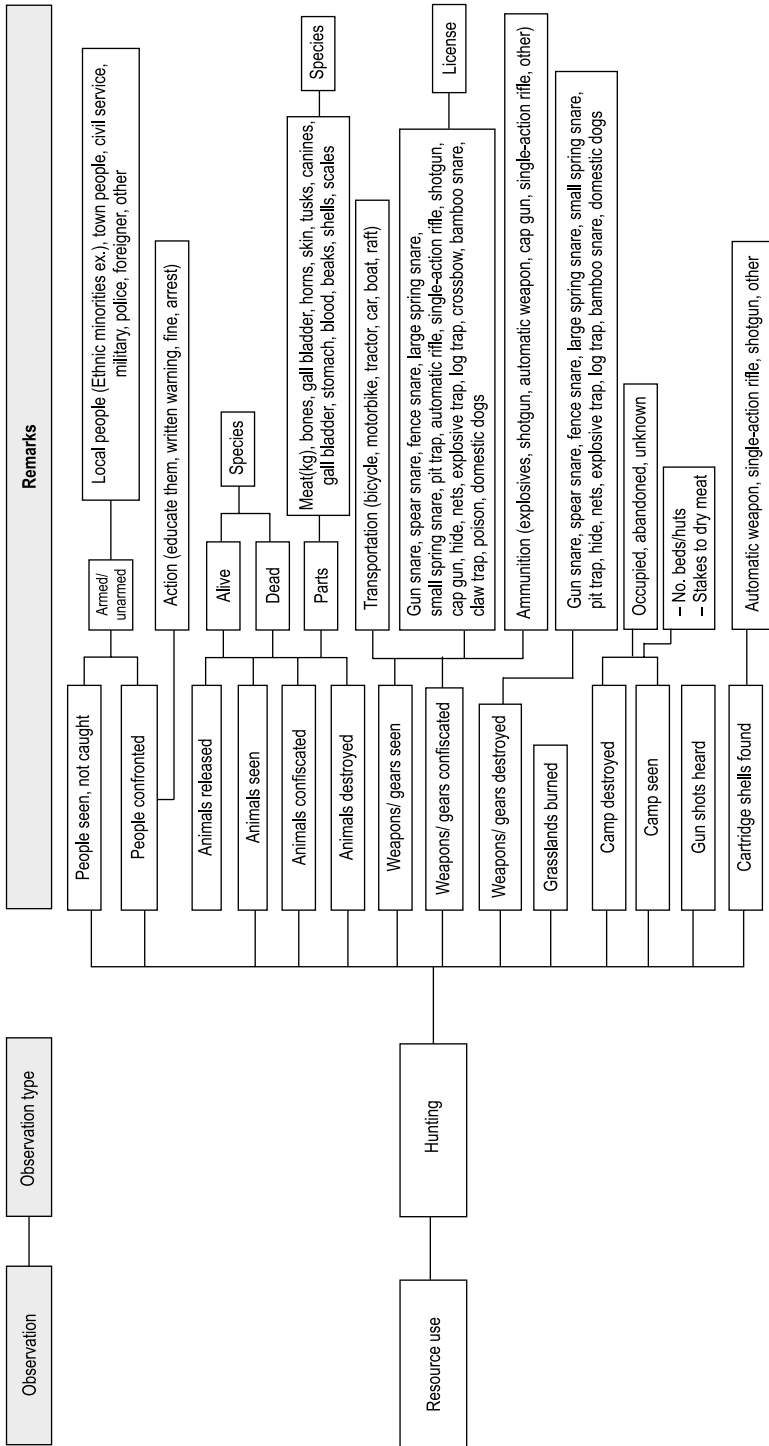 Observation
Observation type
Remarks
Resource use
Hunting
People seen, not caught
People confronted
Armed/
unarmed
Local people (Ethnic minorities ex.), town people, civil service,
military, police, foreigner, other
Action (educate them, written warning, fine, arrest)
Animals released
Animals seen
Animals confiscated
Animals destroyed
Alive
Dead
Species
Parts
Meat(kg), bones, gall bladder, horns, skin, tusks, canines,
gall bladder, stomach, blood, beaks, shells, scales
Species
Weapons/ gears seen
Weapons/ gears confiscated
Transportation (bicycle, motorbike, tractor, car, boat, raft)
Gun snare, spear snare, fence snare, large spring snare,
small spring snare, pit trap, automatic rifle, single-action rifle, shotgun,
cap gun, hide, nets, explosive trap, log trap, crossbow, bamboo snare,
claw trap, poison, domestic dogs
License
Ammunition (explosives, shotgun, automatic weapon, cap gun, single-action rifle, other)
Weapons/ gears destroyed
Gun snare, spear snare, fence snare, large spring snare, small spring snare,
pit trap, hide, nets, explosive trap, log trap, bamboo snare, domestic dogs
Grasslands burned
Camp destroyed
Camp seen
Occupied, abandoned, unknown
– No. beds/huts
– Stakes to dry meat
Gun shots heard
Cartridge shells found
Automatic weapon, single-action rifle, shotgun, other